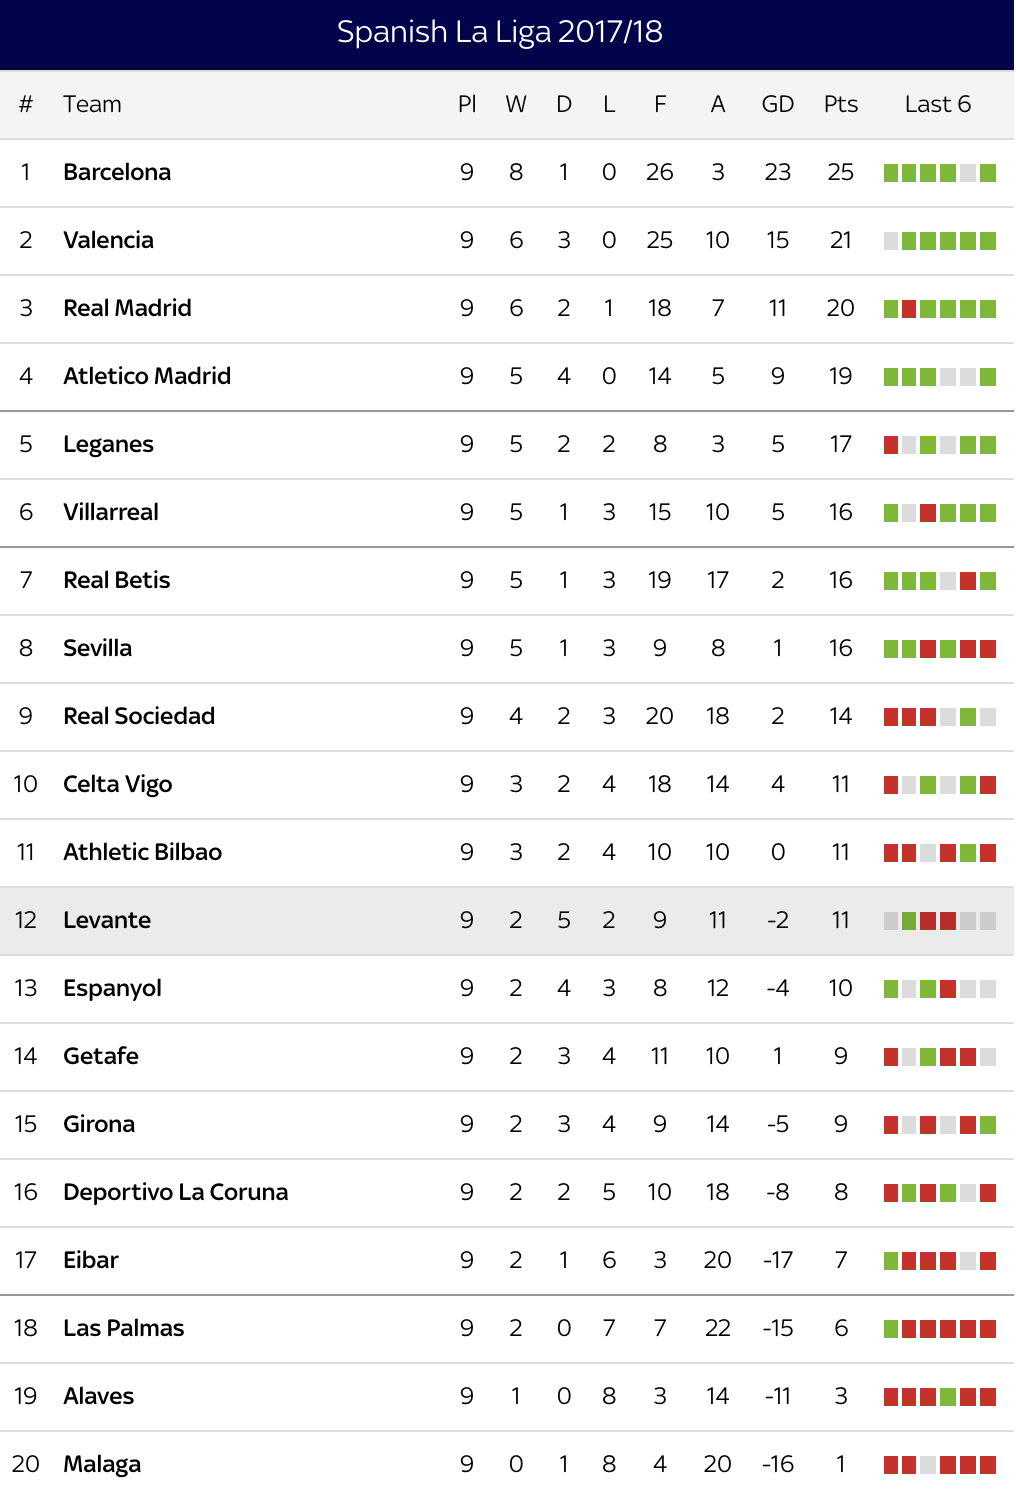 Spanish La Liga 2017/18
# Team Pl W D L F A GD Pts Last 6
1 Barcelona 9 8 1 0 26 3 23 25
2 Valencia 9 6 3 0 25 10 15 21
3 Real Madrid 9 6 2 1 18 7 11 20
4 Atletico Madrid 9 5 4 0 14 5 9 19
5 Leganes 9 5 2 2 8 3 5 17
6 Villarreal 9 5 1 3 15 10 5 16
7 Real Betis 9 5 1 3 19 17 2 16
8 Sevilla 9 5 1 3 9 8 1 16
9 Real Sociedad 9 4 2 3 20 18 2 14
10 Celta Vigo 9 3 2 4 18 14 4 11
11 Athletic Bilbao 9 3 2 4 10 10 0 11
12 Levante 9 2 5 2 9 11 -2 11
13 Espanyol 9 2 4 3 8 12 -4 10
14 Getafe 9 2 3 4 11 10 1 9
15 Girona 9 2 3 4 9 14 -5 9
16 Deportivo La Coruna 9 2 2 5 10 18 -8 8
17 Eibar 9 2 1 6 3 20 -17 7
18 Las Palmas 9 2 0 7 7 22 -15 6
19 Alaves 9 1 0 8 3 14 -11 3
20 Malaga 9 0 1 8 4 20 -16 1